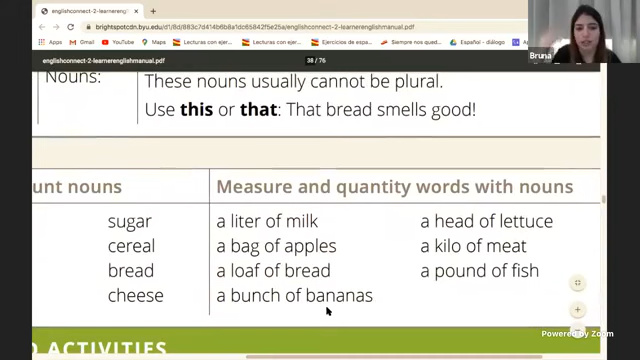 englishconnect-2-learnerenglishmanual.pdf
brightspotcdn.byu.edu/d1/8d/383c7d414b6b8a1dc65842f5e25a/englishconnect-2-learnerenglishmanual.pdf
Apps
YouTube
Maps
Gmail
Lecturas con ejer...
Lecturas con ejer...
Ejercicios de espa...
Siempre nos qued...
Español - diálogo
englishconnect-2-learnerenglishmanual.pdf
38 / 76
Bruna
Nouns:
These nouns usually cannot be plural.
Use this or that: That bread smells good!
unt nouns
Measure and quantity words with nouns
sugar
cereal
bread
cheese
a liter of milk
a bag of apples
a loaf of bread
a bunch of bananas
a head of lettuce
a kilo of meat
a pound of fish
Powered by Zoom
D ACTIVITIES